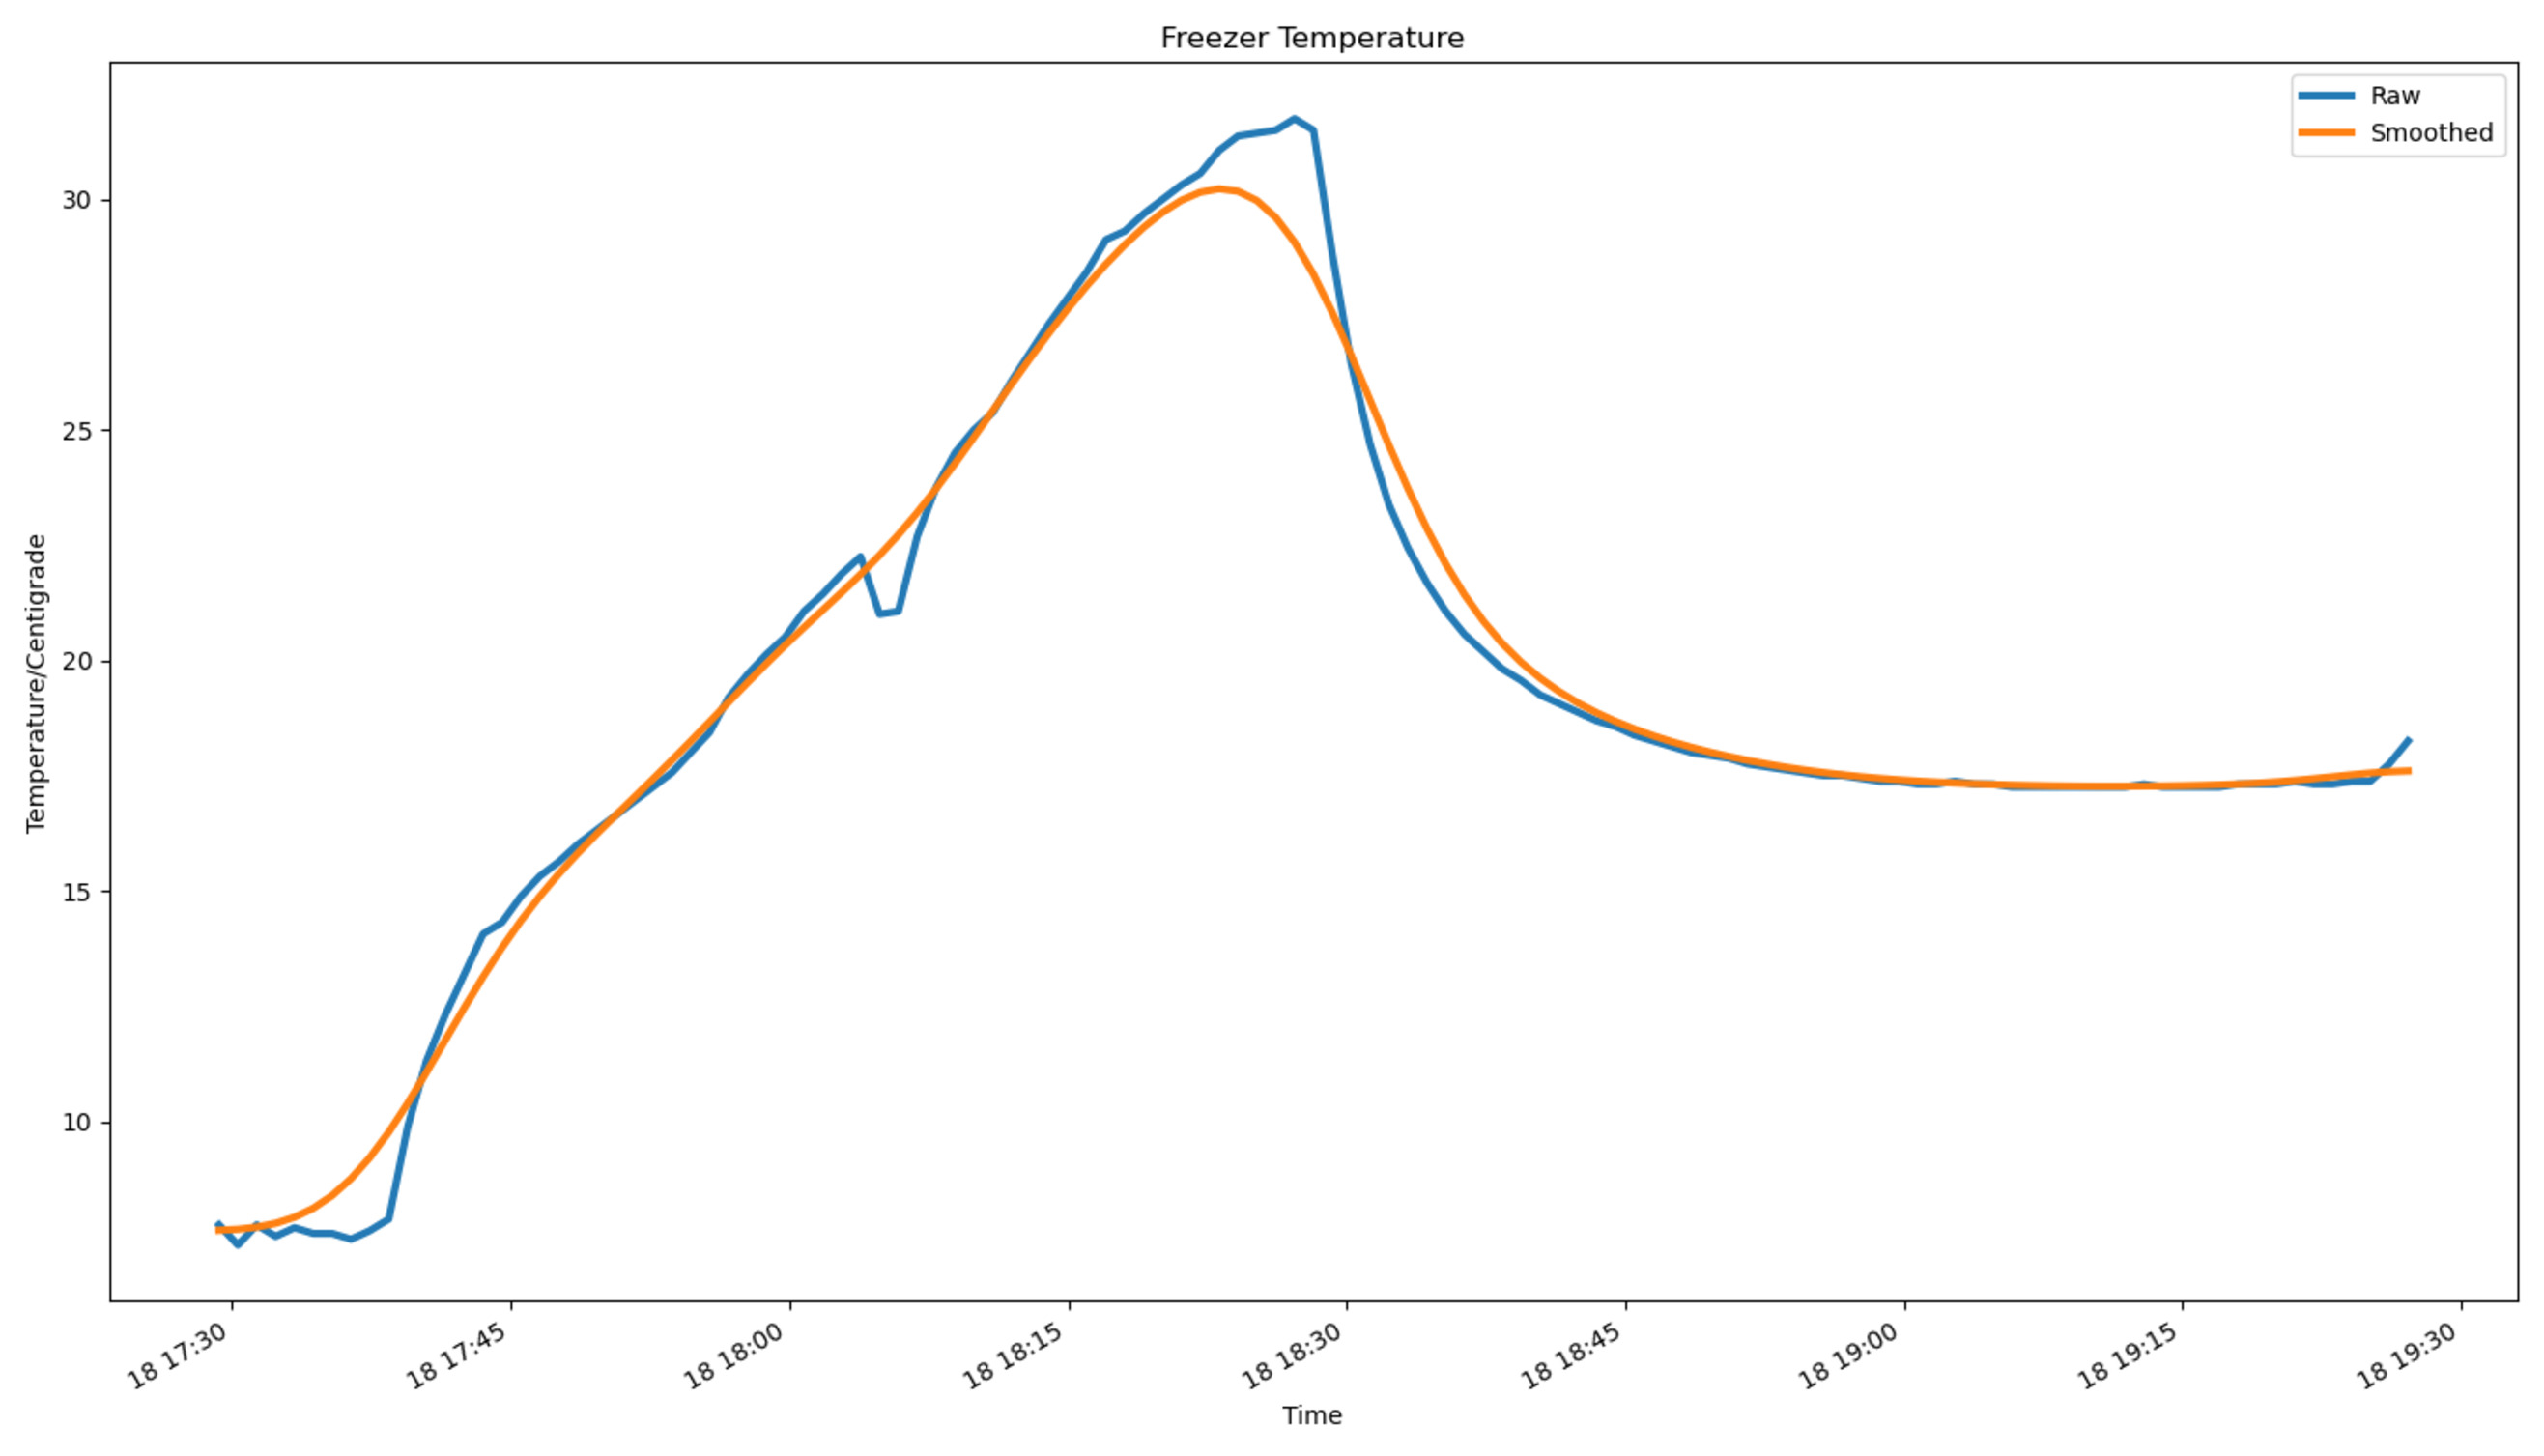 Freezer Temperature
Raw
Smoothed
30
25
20
15
10
Temperature/Centigrade
18 17:30
18 17:45
18 18:00
18 18:15
18 18:30
18 18:45
18 19:00
18 19:15
18 19:30
Time